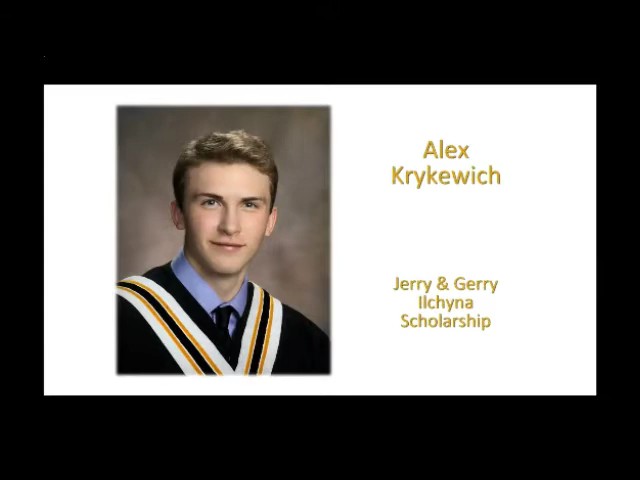 Alex
Krykewich
Jerry & Gerry
Ilchyna
Scholarship